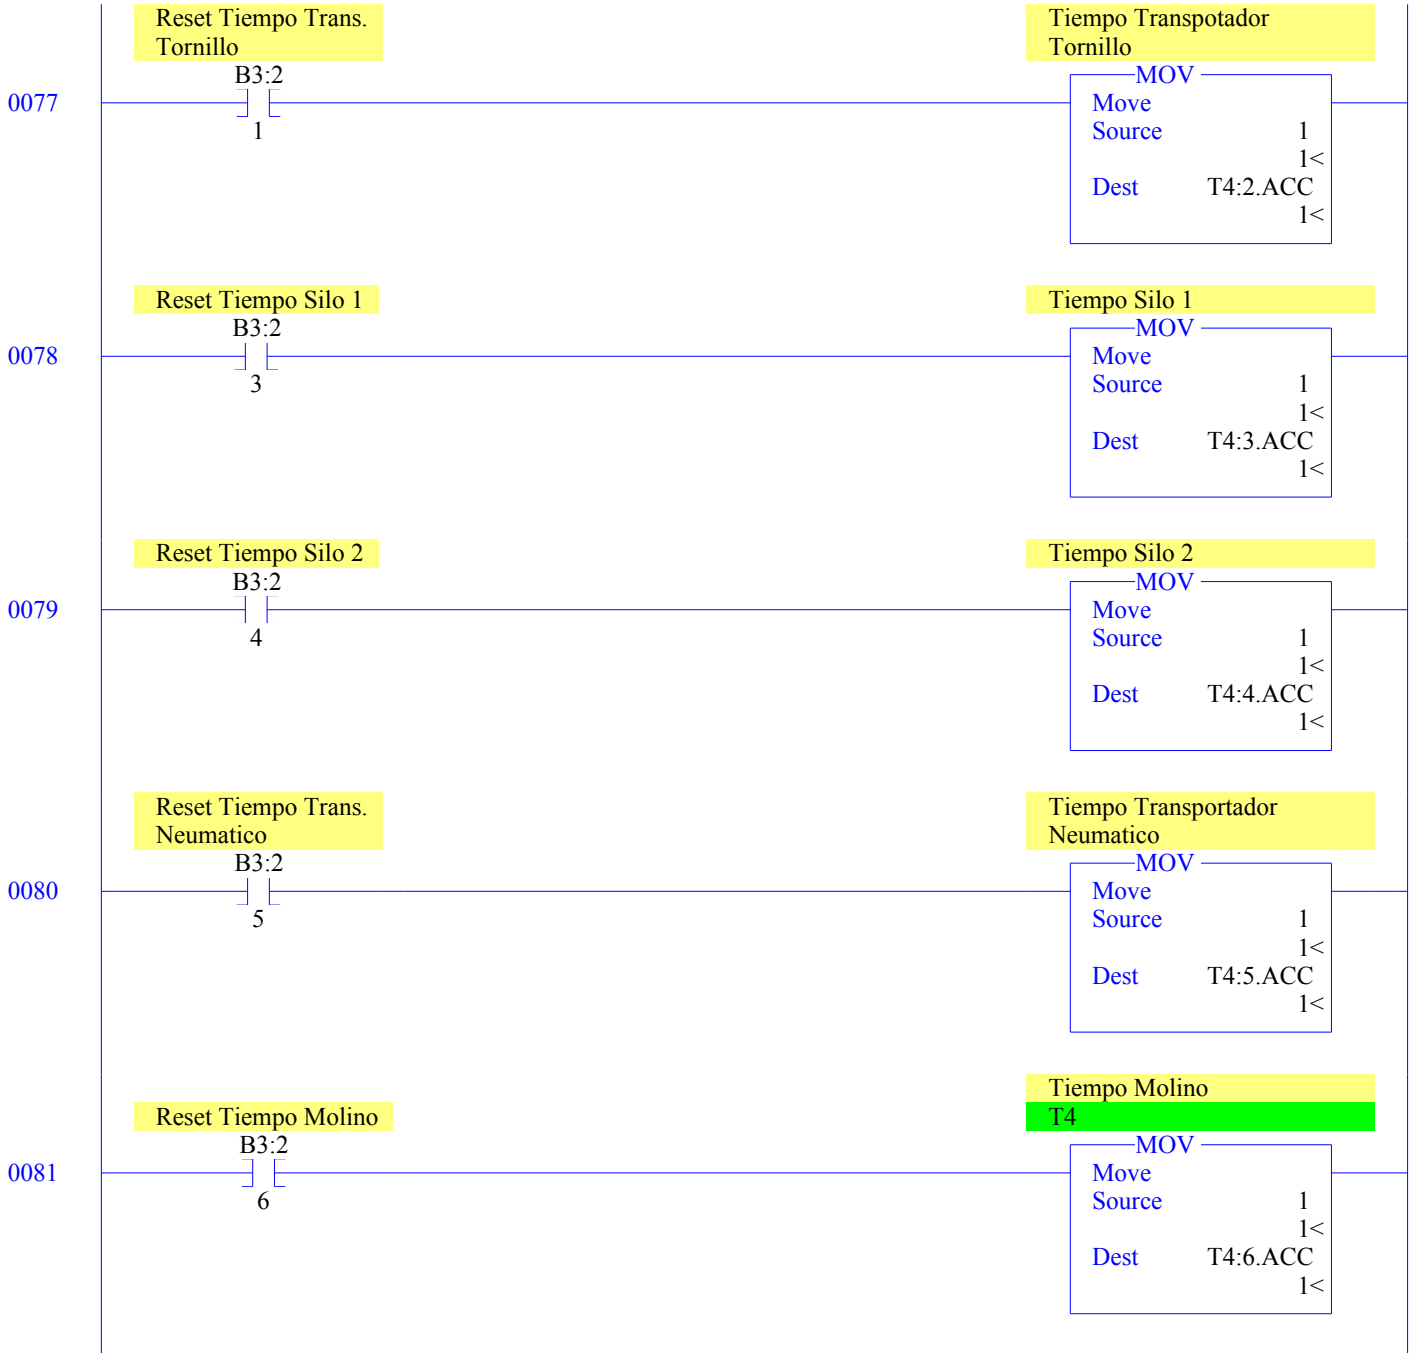 Reset Tiempo Trans.
Tornillo
B3:2
1
Tiempo Transpotador
Tornillo
MOV
0077
Move
Source 1
1<
Dest T4:2.ACC
1<
Reset Tiempo Silo 1
B3:2
3
Tiempo Silo 1
MOV
0078
Move
Source 1
1<
Dest T4:3.ACC
1<
Reset Tiempo Silo 2
B3:2
4
Tiempo Silo 2
MOV
0079
Move
Source 1
1<
Dest T4:4.ACC
1<
Reset Tiempo Trans.
Neumatico
B3:2
5
Tiempo Transportador
Neumatico
MOV
0080
Move
Source 1
1<
Dest T4:5.ACC
1<
Reset Tiempo Molino
B3:2
6
Tiempo Molino
T4
MOV
0081
Move
Source 1
1<
Dest T4:6.ACC
1<